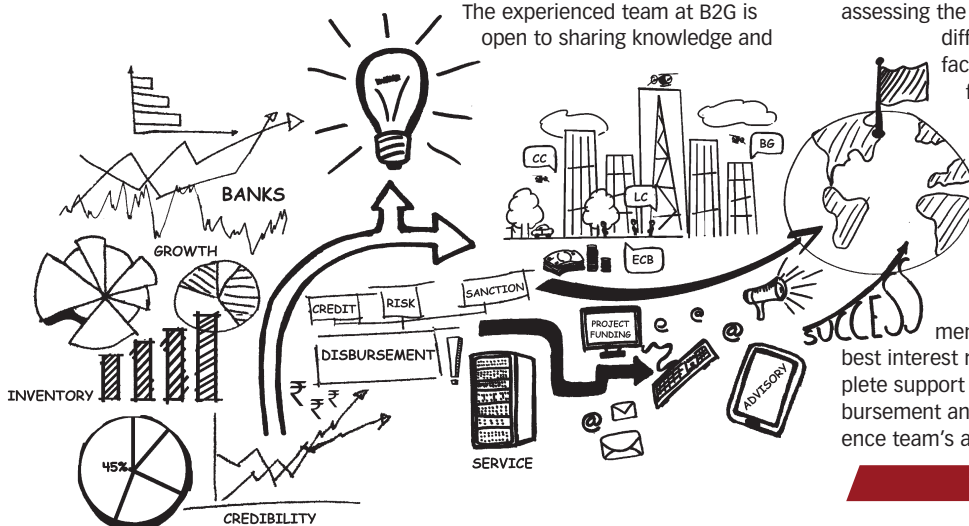 The experienced team at B2G is
open to sharing knowledge and
assessing the
diff
fac
f
BANKS
GROWTH
INVENTORY
45%
CREDIBILITY
₹
₹
₹
CREDIT
RISK
SANCTION
DISBURSEMENT
!
SERVICE
CC
LC
BG
ECB
PROJECT
FUNDING
e
e
@
@
@
ADVISORY
SUCCESS
mer
best interest r
plete support
bursement an
ence team's a